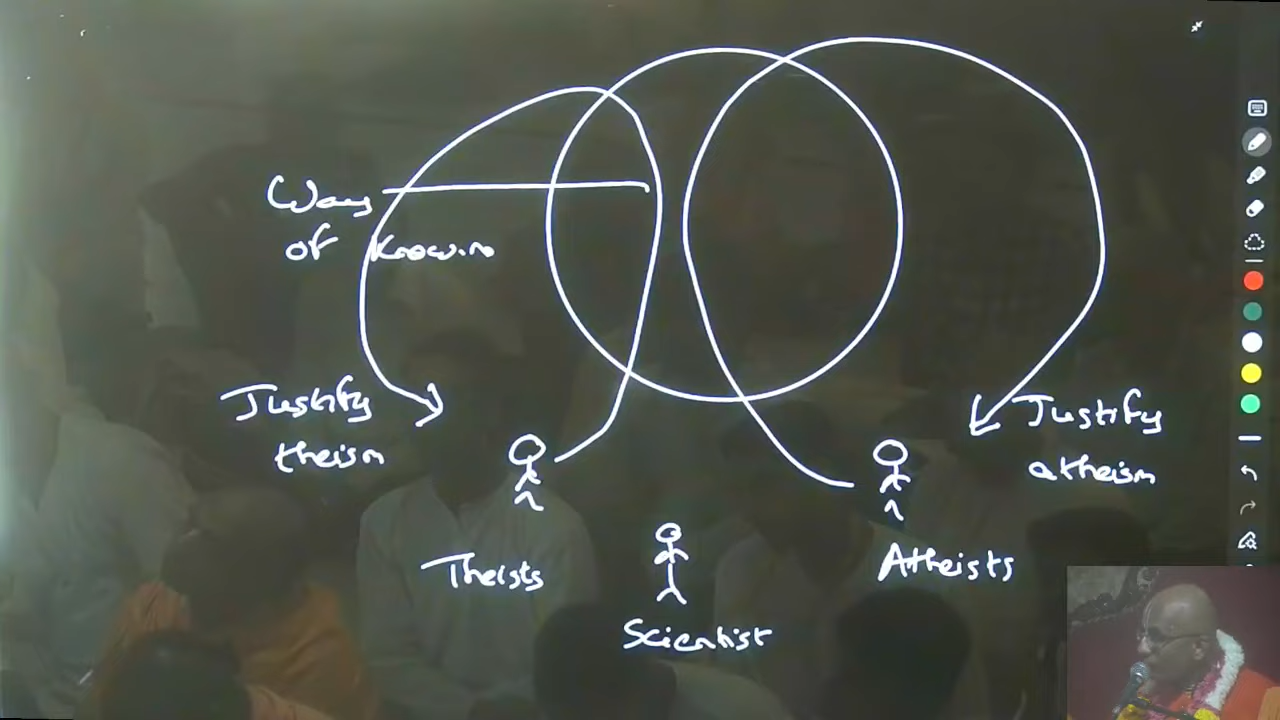 Way
of Knowin
Justify
theism
Justify
atheism
Theists
Atheists
Scientist